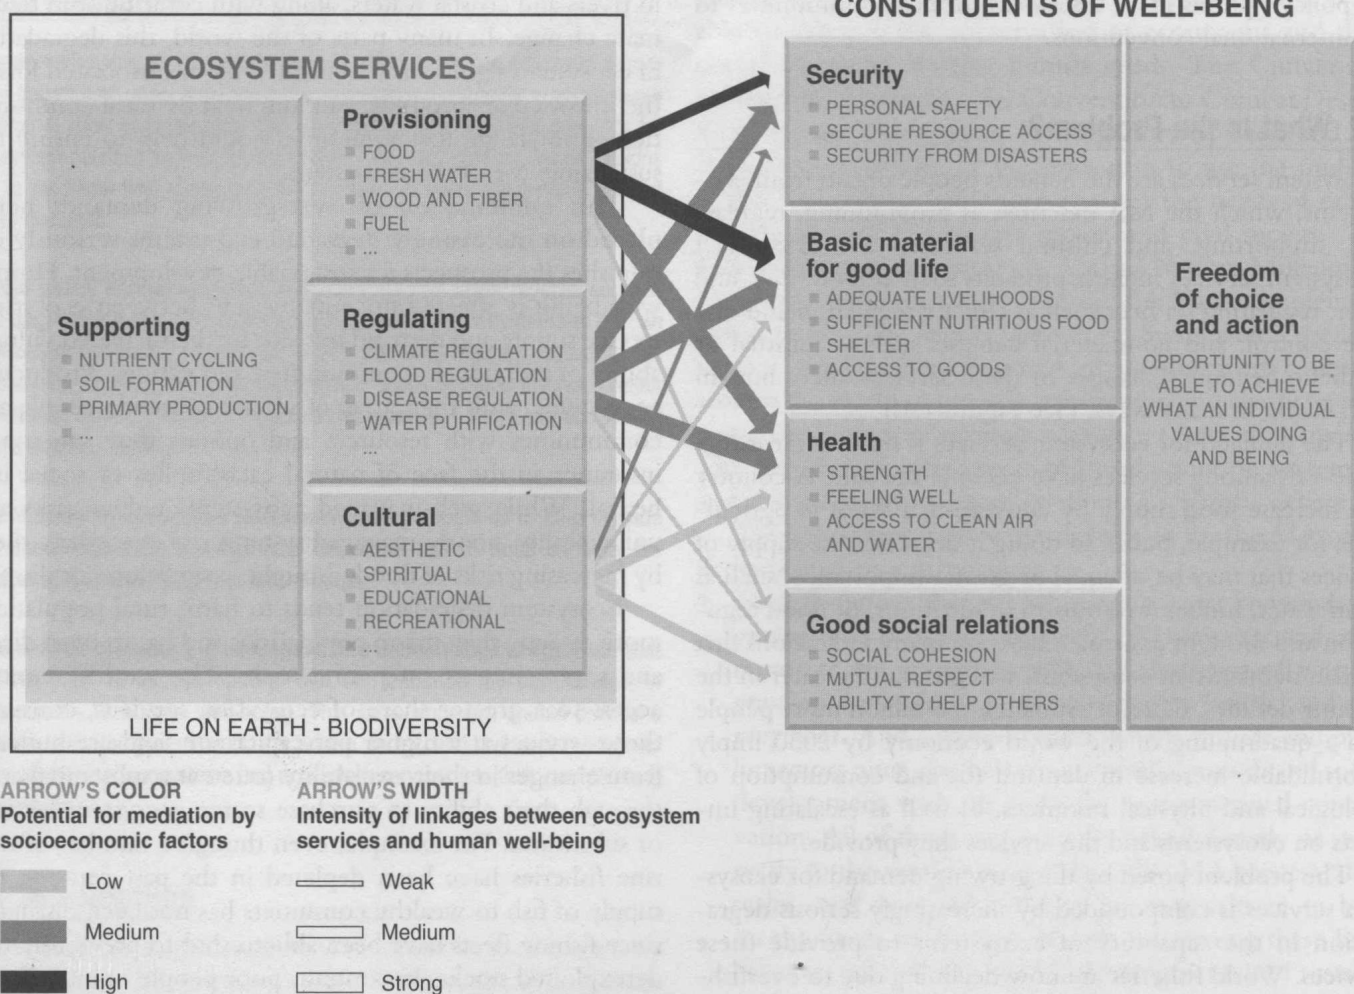 CONSTITUENTS OF WELL-BEING
ECOSYSTEM SERVICES
Provisioning
FOOD
FRESH WATER
WOOD AND FIBER
FUEL
...
Supporting
NUTRIENT CYCLING
SOIL FORMATION
PRIMARY PRODUCTION
...
Regulating
CLIMATE REGULATION
FLOOD REGULATION
DISEASE REGULATION
WATER PURIFICATION
...
Cultural
AESTHETIC
SPIRITUAL
EDUCATIONAL
RECREATIONAL
...
LIFE ON EARTH - BIODIVERSITY
Security
PERSONAL SAFETY
SECURE RESOURCE ACCESS
SECURITY FROM DISASTERS
Basic material
for good life
ADEQUATE LIVELIHOODS
SUFFICIENT NUTRITIOUS FOOD
SHELTER
ACCESS TO GOODS
Health
STRENGTH
FEELING WELL
ACCESS TO CLEAN AIR
AND WATER
Good social relations
SOCIAL COHESION
MUTUAL RESPECT
ABILITY TO HELP OTHERS
Freedom
of choice
and action
OPPORTUNITY TO BE
ABLE TO ACHIEVE
WHAT AN INDIVIDUAL
VALUES DOING
AND BEING
ARROW'S COLOR
Potential for mediation by
socioeconomic factors
Low
Medium
High
ARROW'S WIDTH
Intensity of linkages between ecosystem
services and human well-being
Weak
Medium
Strong